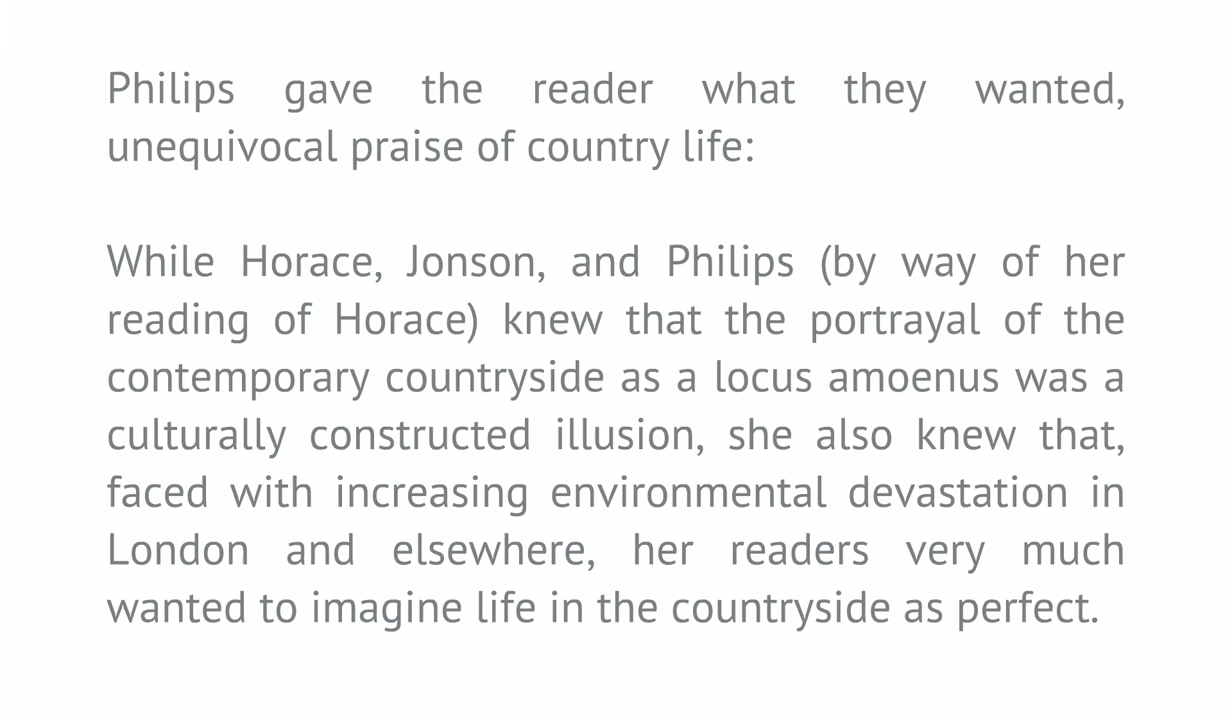 Philips gave the reader what they wanted,
unequivocal praise of country life:
While Horace, Jonson, and Philips (by way of her
reading of Horace) knew that the portrayal of the
contemporary countryside as a locus amoenus was a
culturally constructed illusion, she also knew that,
faced with increasing environmental devastation in
London and elsewhere, her readers very much
wanted to imagine life in the countryside as perfect.